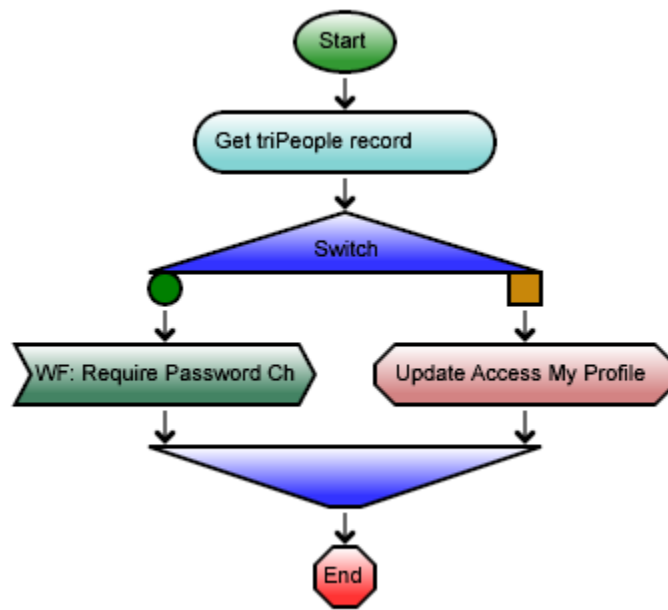 Start
Get triPeople record
Switch
WF: Require Password Ch
Update Access My Profile
End